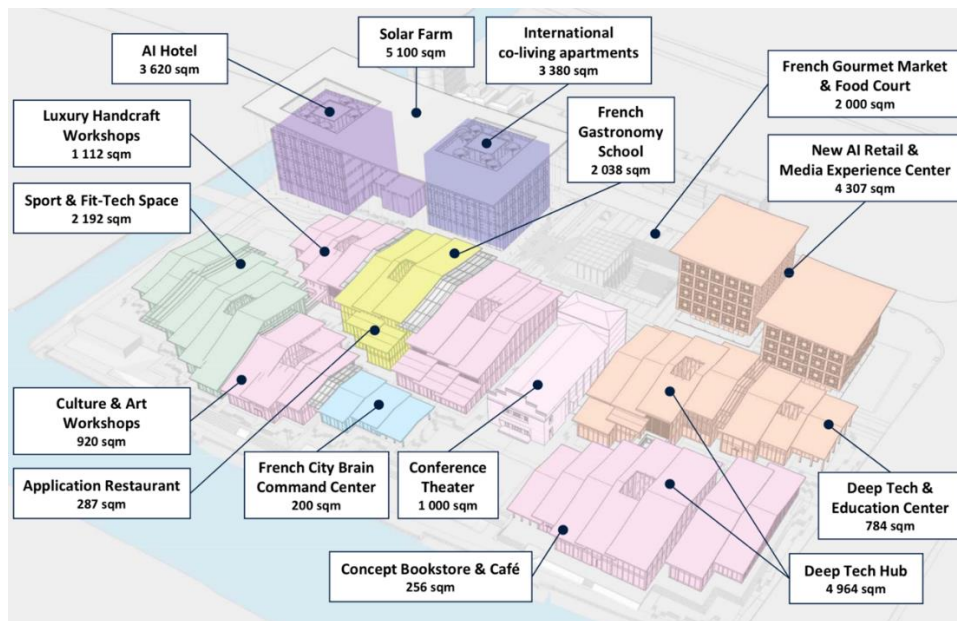 AI Hotel
3 620 sqm
Solar Farm
5 100 sqm
International
co-living apartments
3 380 sqm
French Gourmet Market
& Food Court
2 000 sqm
Luxury Handcraft
Workshops
1 112 sqm
French
Gastronomy
School
2 038 sqm
New AI Retail &
Media Experience Center
4 307 sqm
Sport & Fit-Tech Space
2 192 sqm
Culture & Art
Workshops
920 sqm
Application Restaurant
287 sqm
French City Brain
Command Center
200 sqm
Conference
Theater
1 000 sqm
Deep Tech &
Education Center
784 sqm
Concept Bookstore & Café
256 sqm
Deep Tech Hub
4 964 sqm